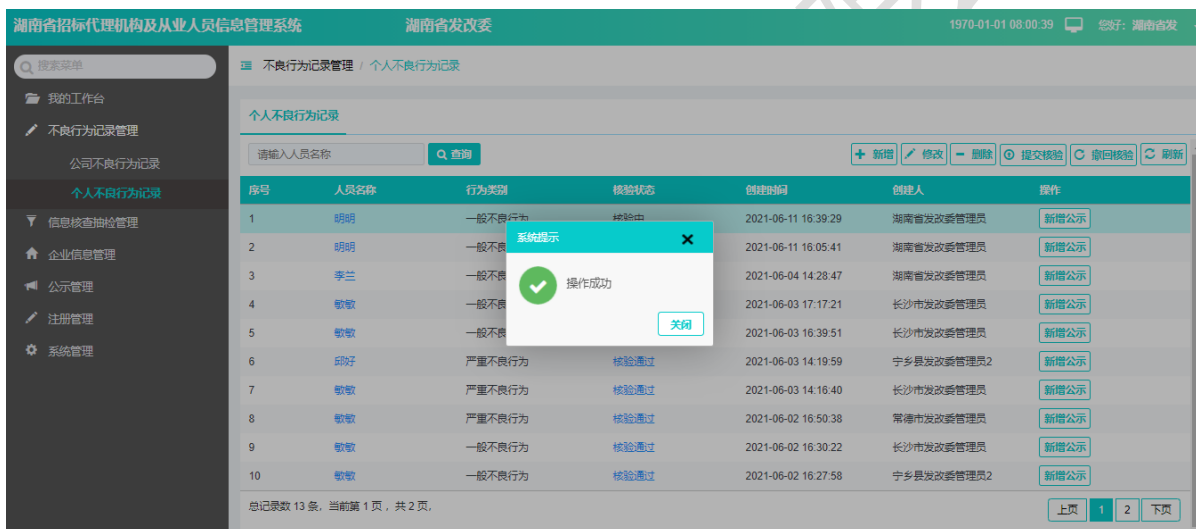 湖南省招标代理机构及从业人员信息管理系统 湖南省发改委 1970-01-01 08:00:39 您好: 湖南省发
搜索菜单
不良行为记录管理 / 个人不良行为记录
我的工作台
不良行为记录管理
公司不良行为记录
个人不良行为记录
信息核查抽检管理
企业信息管理
公示管理
注册管理
系统管理
个人不良行为记录
请输入人员名称 查询 新增 修改 删除 提交核验 撤回核验 刷新
序号 人员名称 行为类别 核验状态 创建时间 创建人 操作
1 明明 一般不良行为 核验中 2021-06-11 16:39:29 湖南省发改委管理员 新增公示
2 明明 一般不良 2021-06-11 16:05:41 湖南省发改委管理员 新增公示
3 李兰 一般不良 2021-06-04 14:28:47 湖南省发改委管理员 新增公示
4 敏敏 一般不良 2021-06-03 17:17:21 长沙市发改委管理员 新增公示
5 敏敏 一般不良 2021-06-03 16:39:51 长沙市发改委管理员 新增公示
6 邱好 严重不良行为 核验通过 2021-06-03 14:19:59 宁乡县发改委管理员2 新增公示
7 敏敏 严重不良行为 核验通过 2021-06-03 14:16:40 长沙市发改委管理员 新增公示
8 敏敏 严重不良行为 核验通过 2021-06-02 16:50:38 常德市发改委管理员 新增公示
9 敏敏 一般不良行为 核验通过 2021-06-02 16:30:22 长沙市发改委管理员 新增公示
10 敏敏 一般不良行为 核验通过 2021-06-02 16:27:58 宁乡县发改委管理员2 新增公示
系统提示
操作成功
关闭
总记录数 13 条, 当前第 1 页, 共 2 页,
上页 1 2 下页